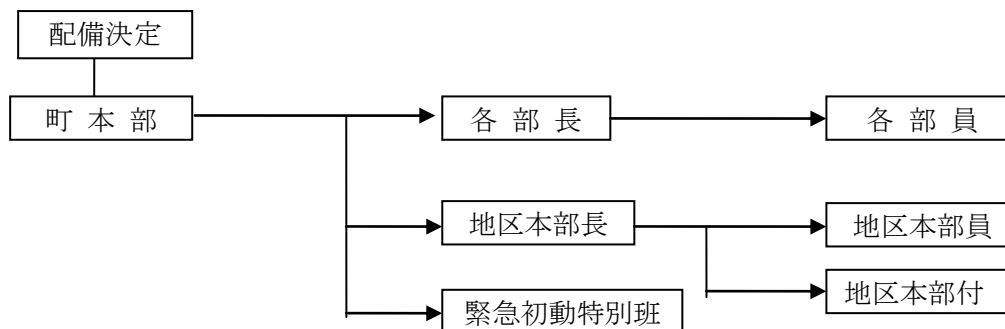 配備決定
町 本 部
各 部 長
各 部 員
地区本部長
地区本部員
地区本部付
緊急初動特別班